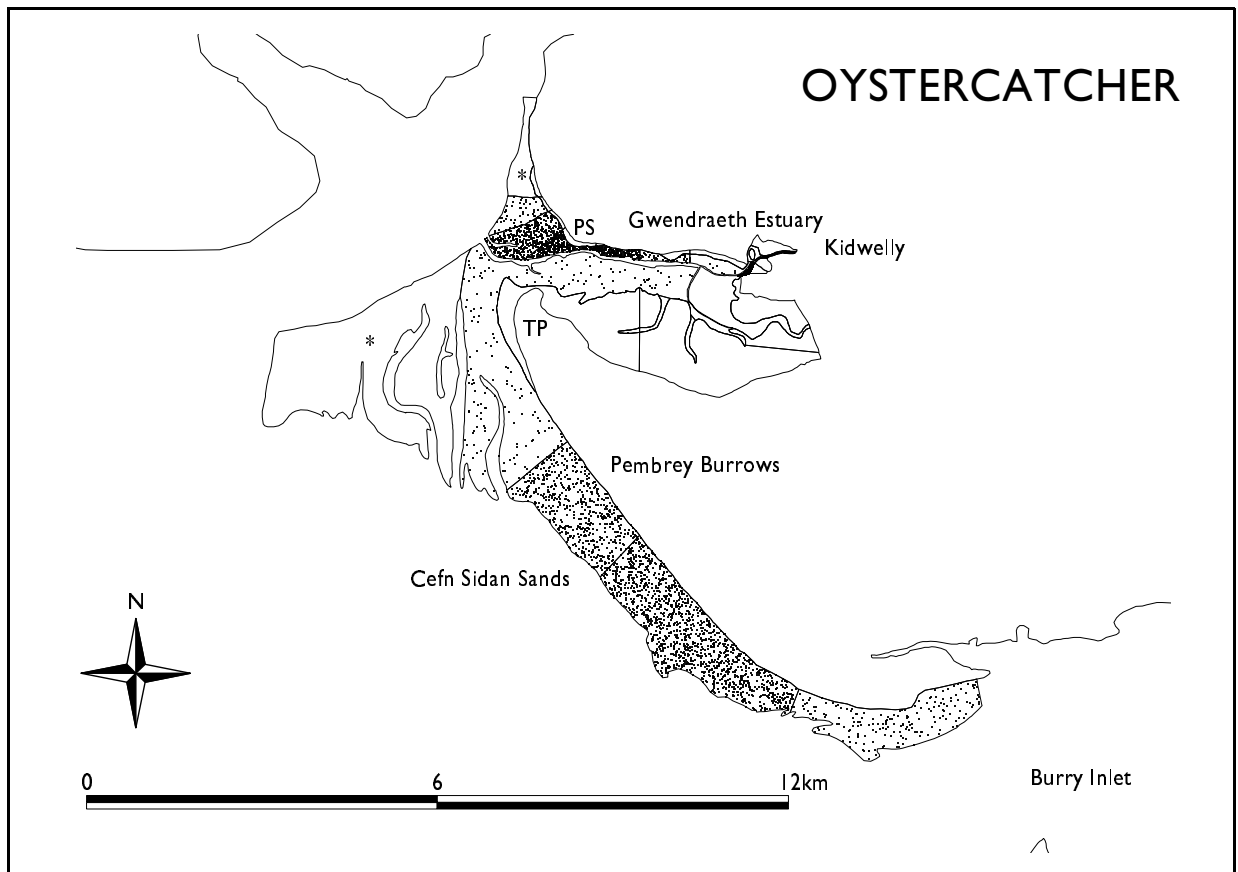 OYSTERCATCHER
*
PS
Gwendraeth Estuary
Kidwelly
TP
*
Pembrey Burrows
Cefn Sidan Sands
N
0 6 12km
Burry Inlet